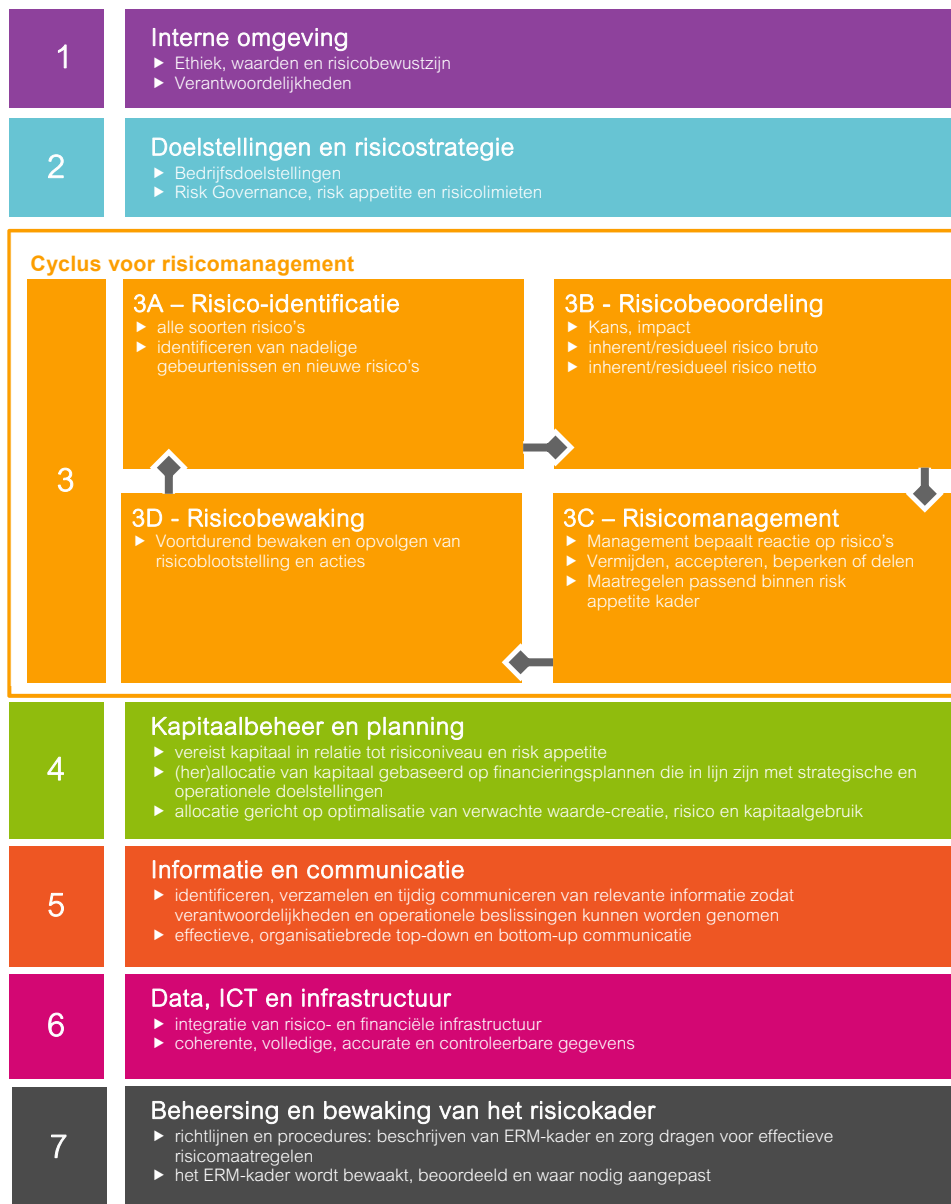 1
Interne omgeving
► Ethiek, waarden en risicobewustzijn
► Verantwoordelijkheden
2
Doelstellingen en risicostrategie
► Bedrijfsdoelstellingen
► Risk Governance, risk appetite en risicolimieten
Cyclus voor risicomanagement
3
3A – Risico-identificatie
► alle soorten risico's
► identificeren van nadelige
gebeurtenissen en nieuwe risico's
3B - Risicobeoordeling
► Kans, impact
► inherent/residueel risico bruto
► inherent/residueel risico netto
3D - Risicobewaking
► Voortdurend bewaken en opvolgen van
risicoblootstelling en acties
3C – Risicomanagement
► Management bepaalt reactie op risico's
► Vermijden, accepteren, beperken of delen
► Maatregelen passend binnen risk
appetite kader
4
Kapitaalbeheer en planning
► vereist kapitaal in relatie tot risiconiveau en risk appetite
► (her)allocatie van kapitaal gebaseerd op financieringsplannen die in lijn zijn met strategische en
operationele doelstellingen
► allocatie gericht op optimalisatie van verwachte waarde-creatie, risico en kapitaalgebruik
5
Informatie en communicatie
► identificeren, verzamelen en tijdig communiceren van relevante informatie zodat
verantwoordelijkheden en operationele beslissingen kunnen worden genomen
► effectieve, organisatiebrede top-down en bottom-up communicatie
6
Data, ICT en infrastructuur
► integratie van risico- en financiële infrastructuur
► coherente, volledige, accurate en controleerbare gegevens
7
Beheersing en bewaking van het risicokader
► richtlijnen en procedures: beschrijven van ERM-kader en zorg dragen voor effectieve
risicomaatregelen
► het ERM-kader wordt bewaakt, beoordeeld en waar nodig aangepast